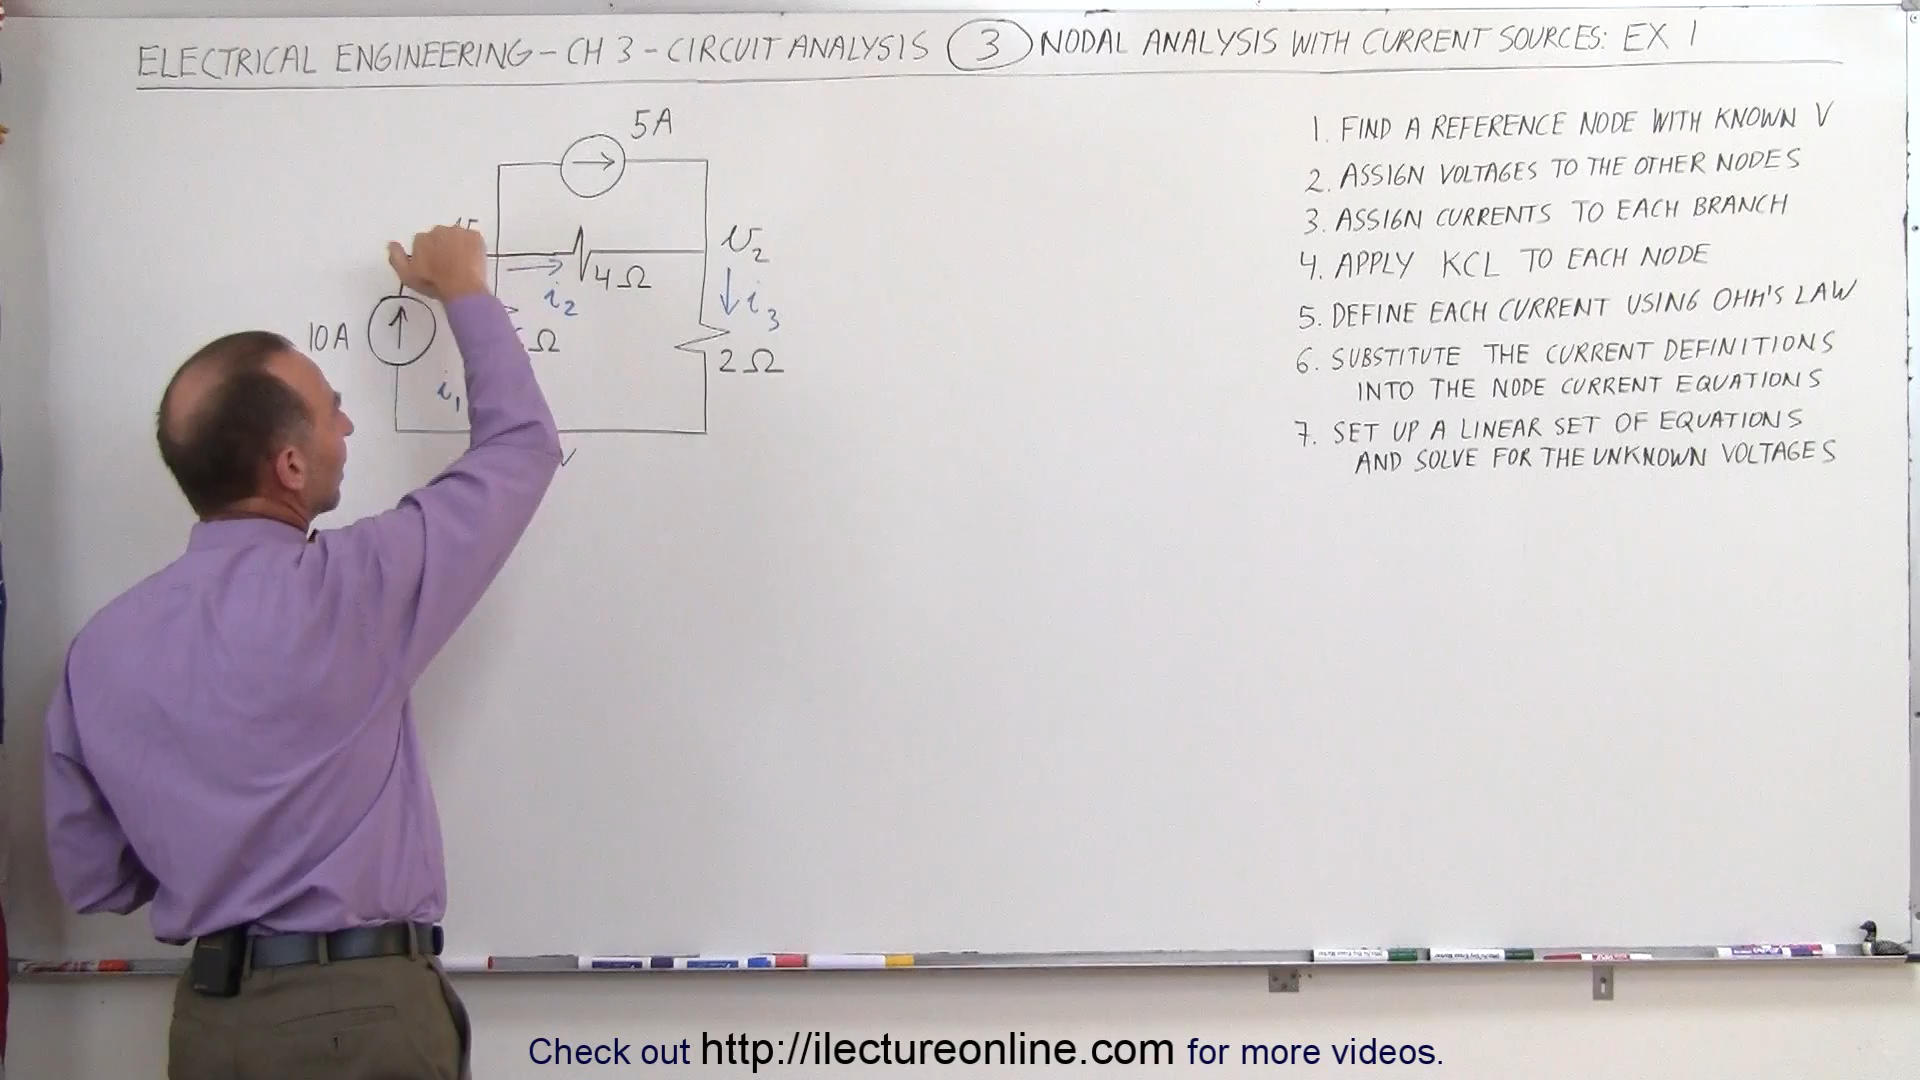 ELECTRICAL ENGINEERING - CH 3 - CIRCUIT ANALYSIS 3 NODAL ANALYSIS WITH CURRENT SOURCES: EX 1
5A
10A
4Ω
i₂
v₂
i₃
Ω
2Ω
i₁
1. FIND A REFERENCE NODE WITH KNOWN V
2. ASSIGN VOLTAGES TO THE OTHER NODES
3. ASSIGN CURRENTS TO EACH BRANCH
4. APPLY KCL TO EACH NODE
5. DEFINE EACH CURRENT USING OHH'S LAW
6. SUBSTITUTE THE CURRENT DEFINITIONS
INTO THE NODE CURRENT EQUATIONS
7. SET UP A LINEAR SET OF EQUATIONS
AND SOLVE FOR THE UNKNOWN VOLTAGES
Check out http://ilectureonline.com for more videos.